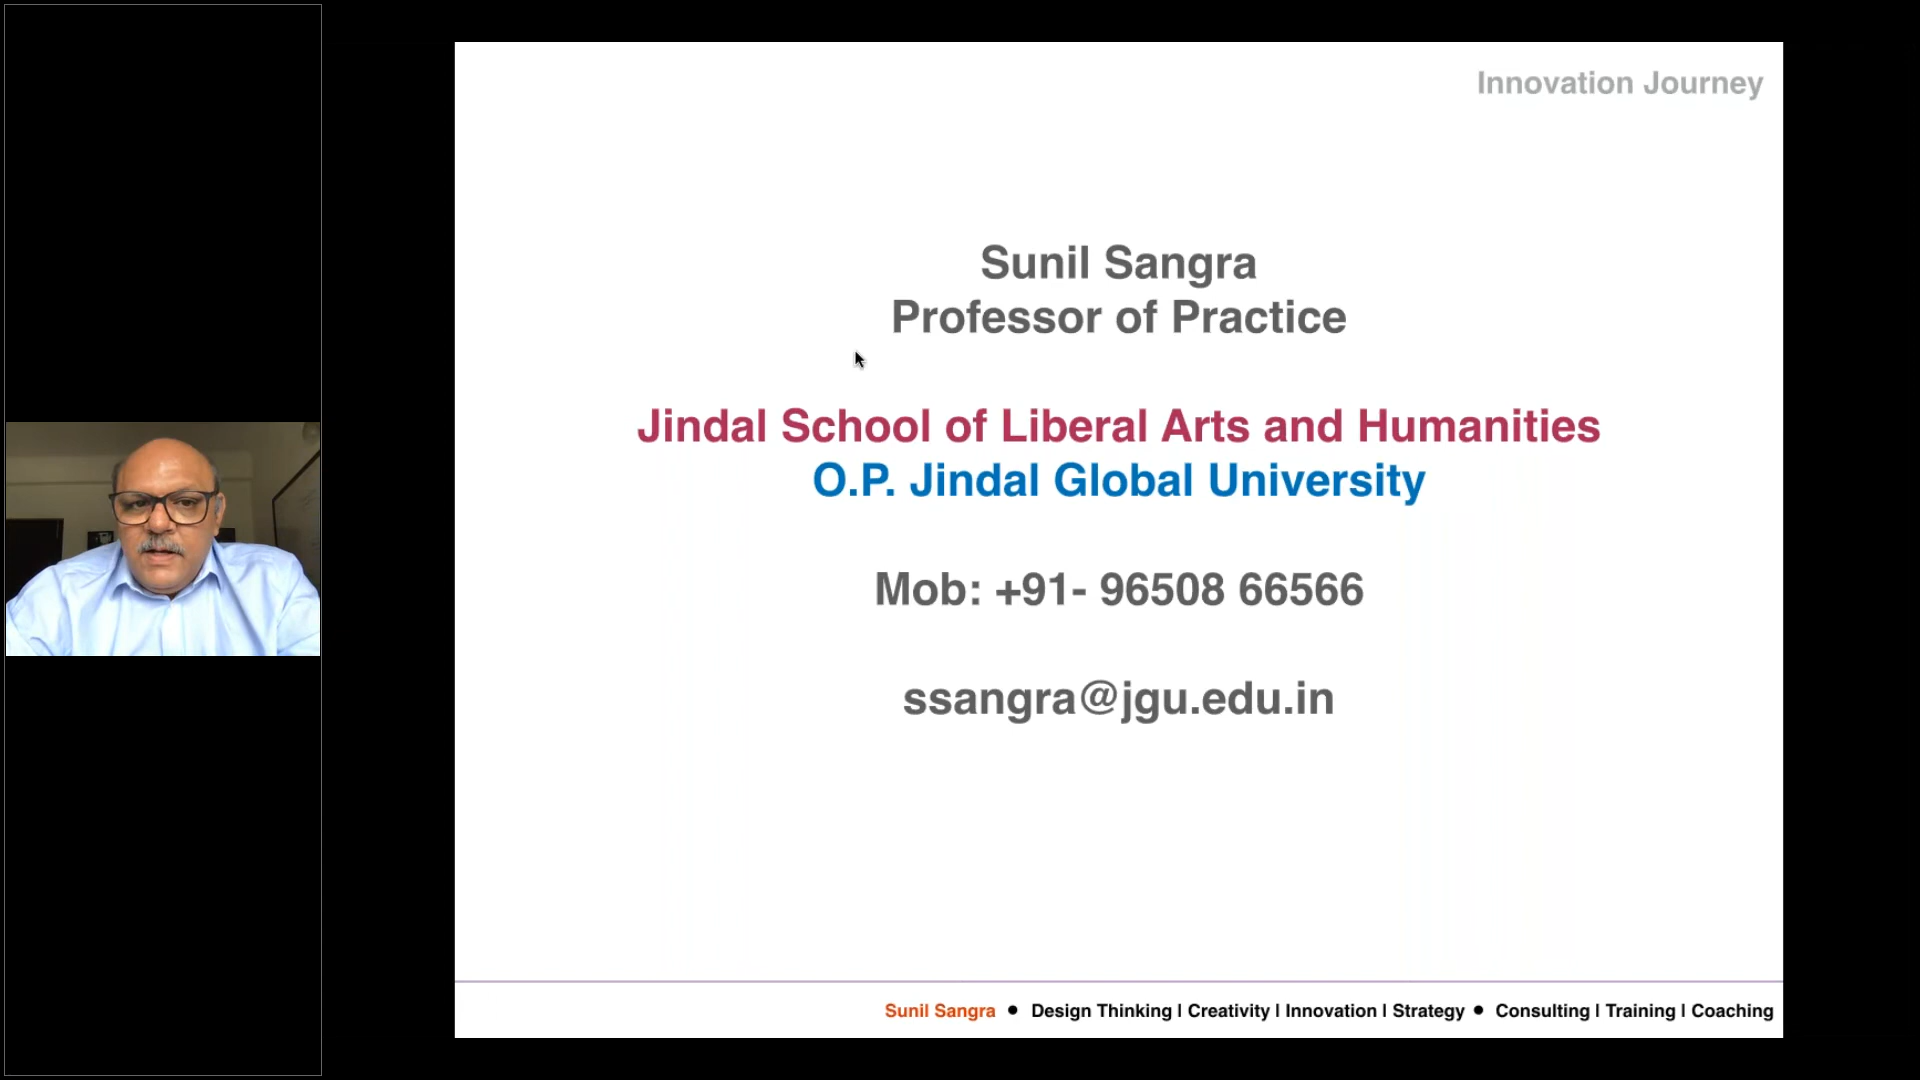 Innovation Journey
Sunil Sangra
Professor of Practice
Jindal School of Liberal Arts and Humanities
O.P. Jindal Global University
Mob: +91- 96508 66566
ssangra@jgu.edu.in
Sunil Sangra ● Design Thinking | Creativity | Innovation | Strategy ● Consulting | Training | Coaching